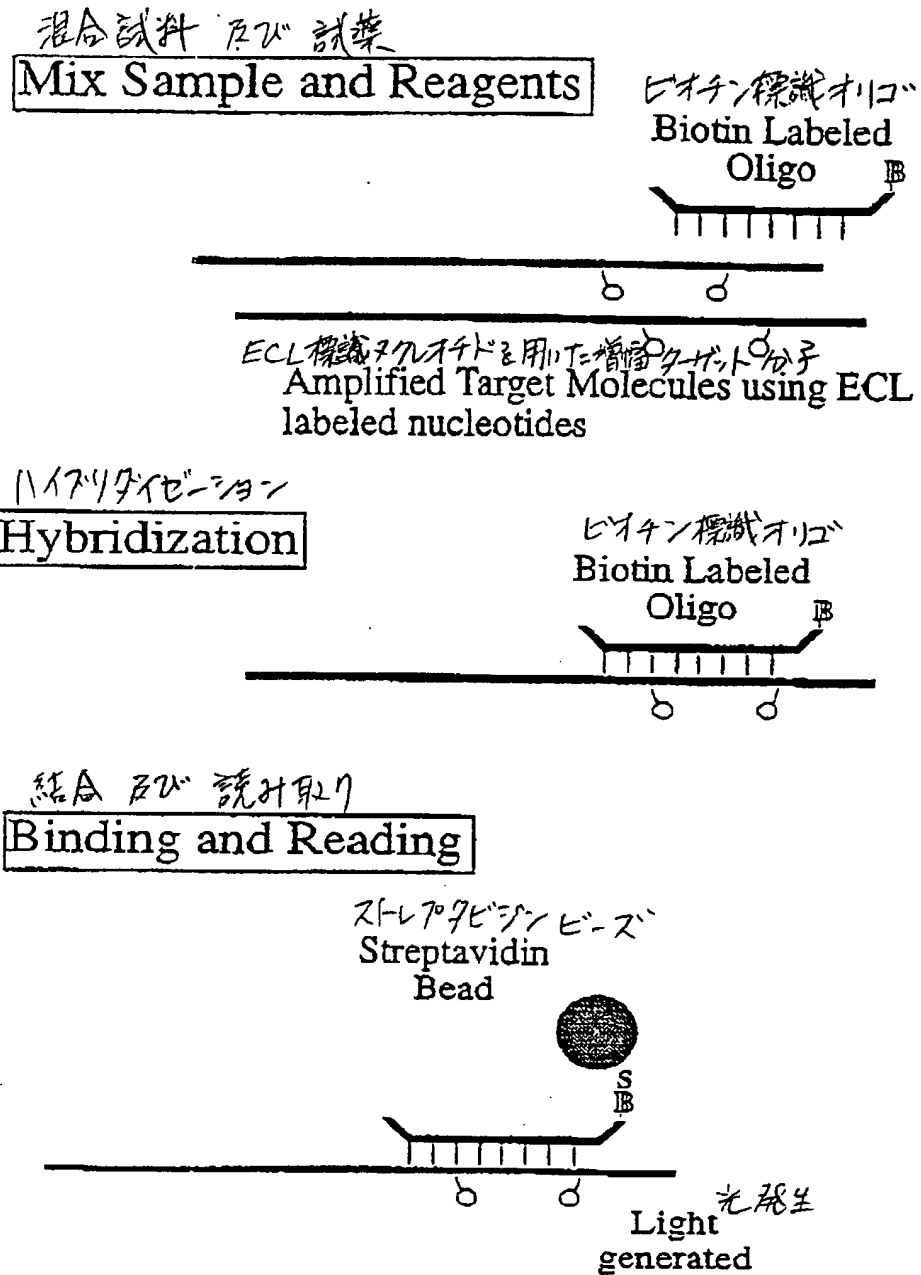 混合試料 及び 試薬
Mix Sample and Reagents
ビオチン標識オリゴ
Biotin Labeled
Oligo
B
ECL標識ヌクレオチドを用いた増幅ターゲット分子
Amplified Target Molecules using ECL
labeled nucleotides
ハイブリダイゼーション
Hybridization
ビオチン標識オリゴ
Biotin Labeled
Oligo
B
結合 及び 読み取り
Binding and Reading
ストレプタビジン ビーズ
Streptavidin
Bead
S
B
光発生
Light
generated